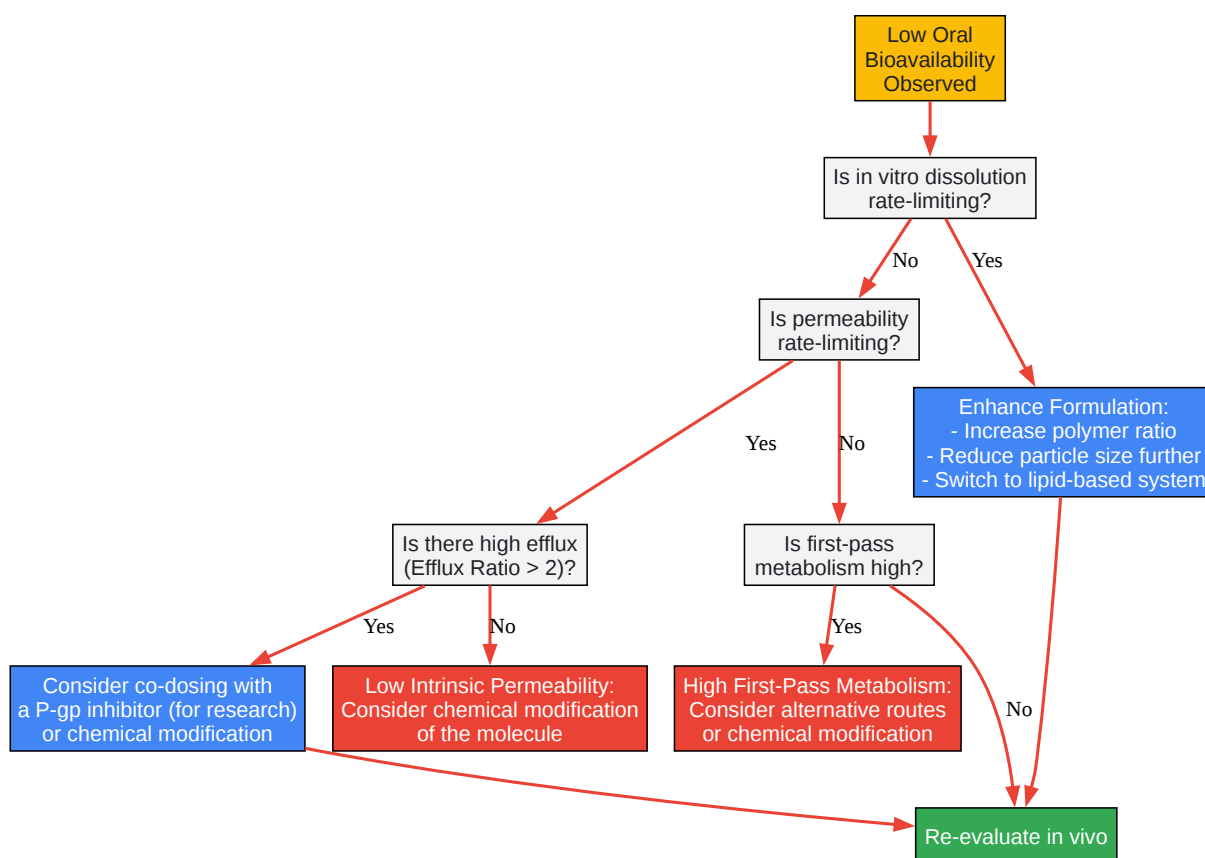 Low Oral
Bioavailability
Observed
Is in vitro dissolution
rate-limiting?
No
Yes
Is permeability
rate-limiting?
Enhance Formulation:
- Increase polymer ratio
- Reduce particle size further
- Switch to lipid-based system
Yes
No
Is there high efflux
(Efflux Ratio > 2)?
Is first-pass
metabolism high?
Yes
No
Yes
No
Consider co-dosing with
a P-gp inhibitor (for research)
or chemical modification
Low Intrinsic Permeability:
Consider chemical modification
of the molecule
High First-Pass Metabolism:
Consider alternative routes
or chemical modification
Re-evaluate in vivo